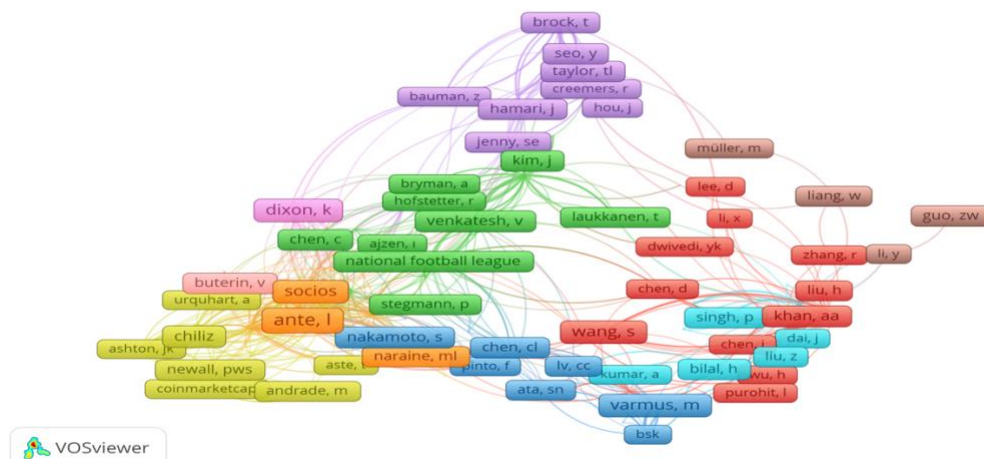 brock, t
seo, y
taylor, tl
creemers, r
bauman, z
hamari, j
hou, j
jenny, se
müller, m
kim, j
bryman, a
lee, d
liang, w
hofstetter, r
dixon, k
venkatesh, v
laukkanen, t
li, x
guo, zw
chen, c
ajzen, ı
dwivedi, yk
zhang, r
li, y
national football league
buterin, v
socios
chen, d
liu, h
urquhart, a
stegmann, p
ante, l
singh, p
khan, aa
chiliz
nakamoto, s
wang, s
dai, j
ashton, jk
chen, cl
chen, j
naraine, ml
liu, z
newall, pws
aste, t
pinto, f
lv, cc
kumar, a
bilal, h
wu, h
coinmarketcap
andrade, m
ata, sn
purohit, l
varmus, m
bsk
VOSviewer